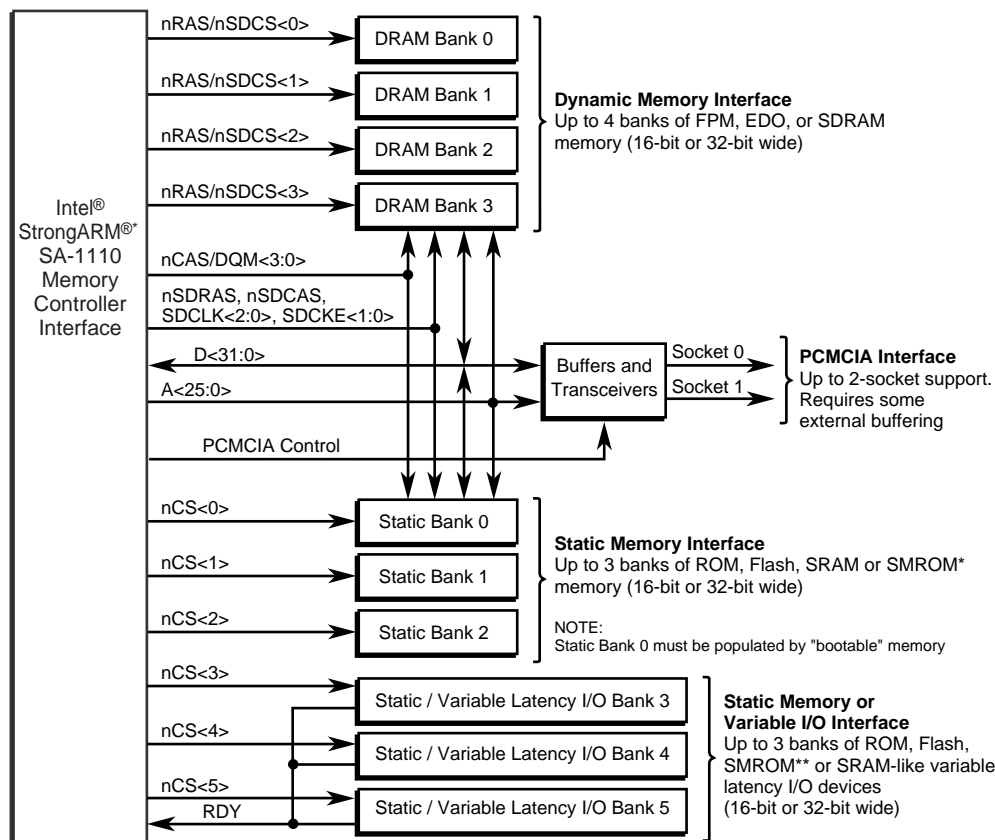 nRAS/nSDCS<0>
DRAM Bank 0
nRAS/nSDCS<1>
DRAM Bank 1
nRAS/nSDCS<2>
DRAM Bank 2
nRAS/nSDCS<3>
DRAM Bank 3
Dynamic Memory Interface
Up to 4 banks of FPM, EDO, or SDRAM
memory (16-bit or 32-bit wide)
Intel®
StrongARM®*
SA-1110
Memory
Controller
Interface
nCAS/DQM<3:0>
nSDRAS, nSDCAS,
SDCLK<2:0>, SDCKE<1:0>
D<31:0>
A<25:0>
PCMCIA Control
Buffers and
Transceivers
Socket 0
Socket 1
PCMCIA Interface
Up to 2-socket support.
Requires some
external buffering
nCS<0>
Static Bank 0
nCS<1>
Static Bank 1
nCS<2>
Static Bank 2
Static Memory Interface
Up to 3 banks of ROM, Flash, SRAM or SMROM*
memory (16-bit or 32-bit wide)
NOTE:
Static Bank 0 must be populated by "bootable" memory
nCS<3>
Static / Variable Latency I/O Bank 3
nCS<4>
Static / Variable Latency I/O Bank 4
nCS<5>
RDY
Static / Variable Latency I/O Bank 5
Static Memory or
Variable I/O Interface
Up to 3 banks of ROM, Flash,
SMROM** or SRAM-like variable
latency I/O devices
(16-bit or 32-bit wide)